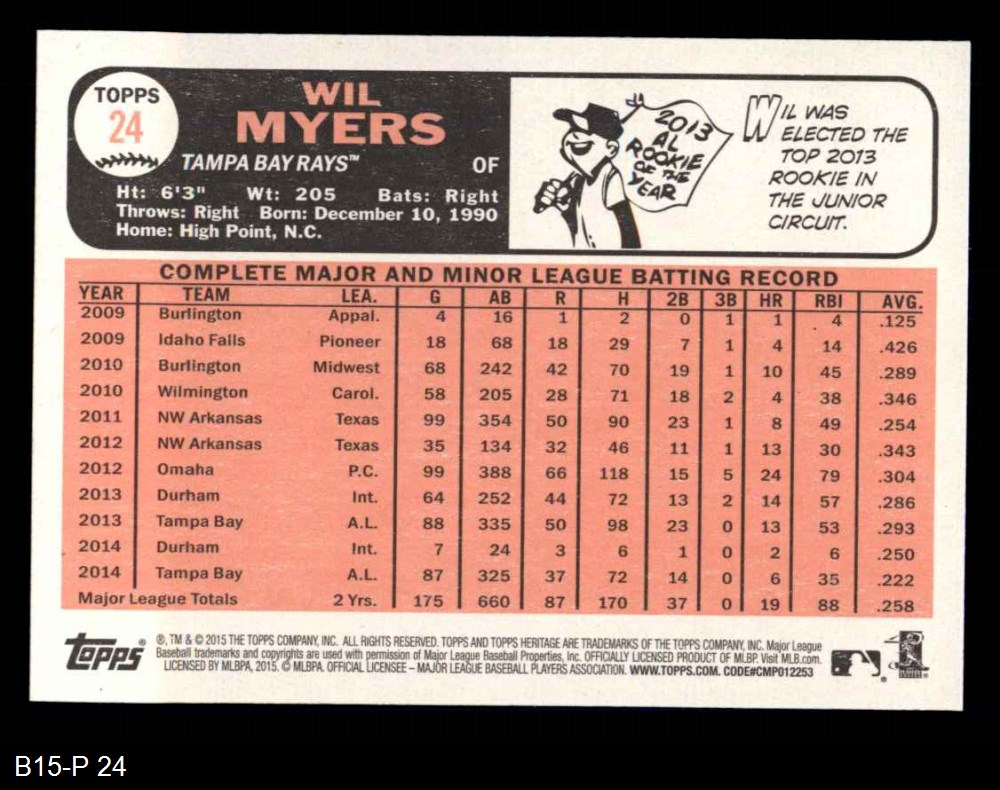 TOPPS
24
WIL
MYERS
TAMPA BAY RAYS™ OF
Ht: 6'3" Wt: 205 Bats: Right
Throws: Right Born: December 10, 1990
Home: High Point, N.C.
2013
AL
ROOKIE
OF THE
YEAR
WIL WAS
ELECTED THE
TOP 2013
ROOKIE IN
THE JUNIOR
CIRCUIT.
COMPLETE MAJOR AND MINOR LEAGUE BATTING RECORD
YEAR TEAM LEA. G AB R H 2B 3B HR RBI AVG.
2009 Burlington Appal. 4 16 1 2 0 1 1 4 .125
2009 Idaho Falls Pioneer 18 68 18 29 7 1 4 14 .426
2010 Burlington Midwest 68 242 42 70 19 1 10 45 .289
2010 Wilmington Carol. 58 205 28 71 18 2 4 38 .346
2011 NW Arkansas Texas 99 354 50 90 23 1 8 49 .254
2012 NW Arkansas Texas 35 134 32 46 11 1 13 30 .343
2012 Omaha P.C. 99 388 66 118 15 5 24 79 .304
2013 Durham Int. 64 252 44 72 13 2 14 57 .286
2013 Tampa Bay A.L. 88 335 50 98 23 0 13 53 .293
2014 Durham Int. 7 24 3 6 1 0 2 6 .250
2014 Tampa Bay A.L. 87 325 37 72 14 0 6 35 .222
Major League Totals 2 Yrs. 175 660 87 170 37 0 19 88 .258
Topps®
®, TM & © 2015 THE TOPPS COMPANY, INC. ALL RIGHTS RESERVED. TOPPS AND TOPPS HERITAGE ARE TRADEMARKS OF THE TOPPS COMPANY, INC. Major League
Baseball trademarks and copyrights are used with permission of Major League Baseball Properties, Inc. OFFICIALLY LICENSED PRODUCT OF MLBP. Visit MLB.com.
LICENSED BY MLBPA, 2015. © MLBPA. OFFICIAL LICENSEE – MAJOR LEAGUE BASEBALL PLAYERS ASSOCIATION. WWW.TOPPS.COM. CODE#CMP012253
B15-P 24